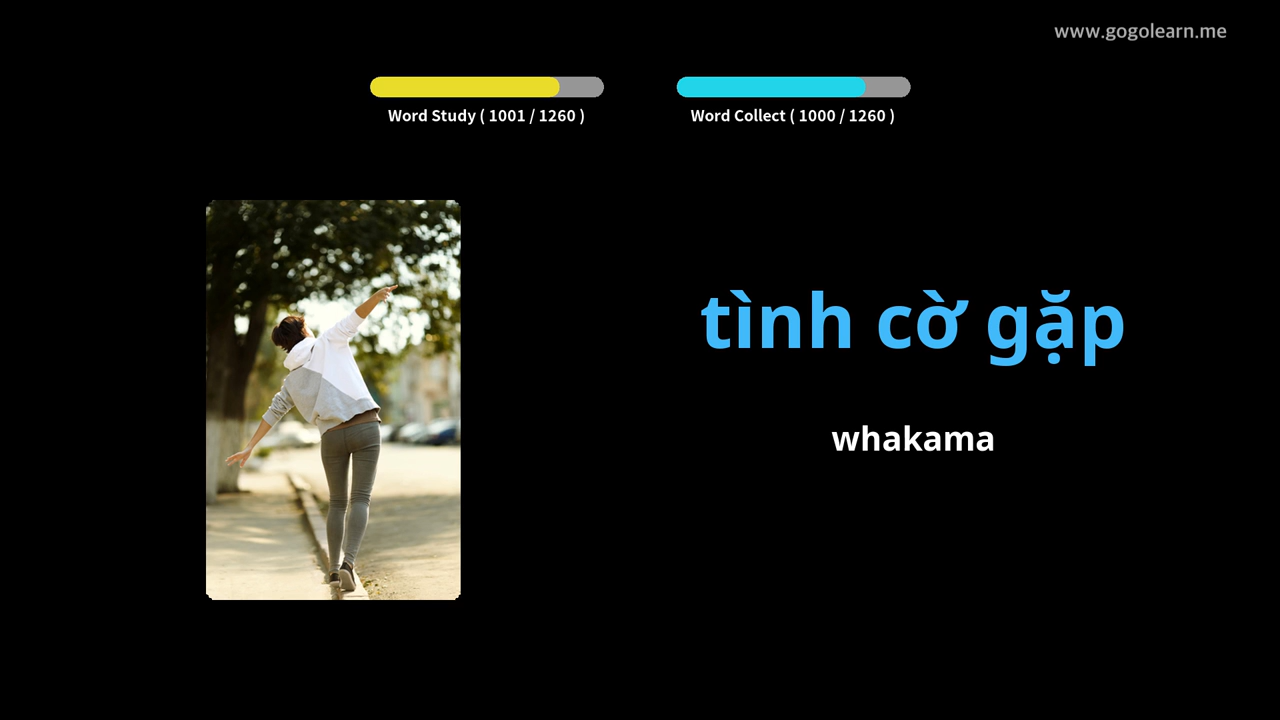 www.gogolearn.me
Word Study ( 1001 / 1260 )
Word Collect ( 1000 / 1260 )
tình cờ gặp
whakama